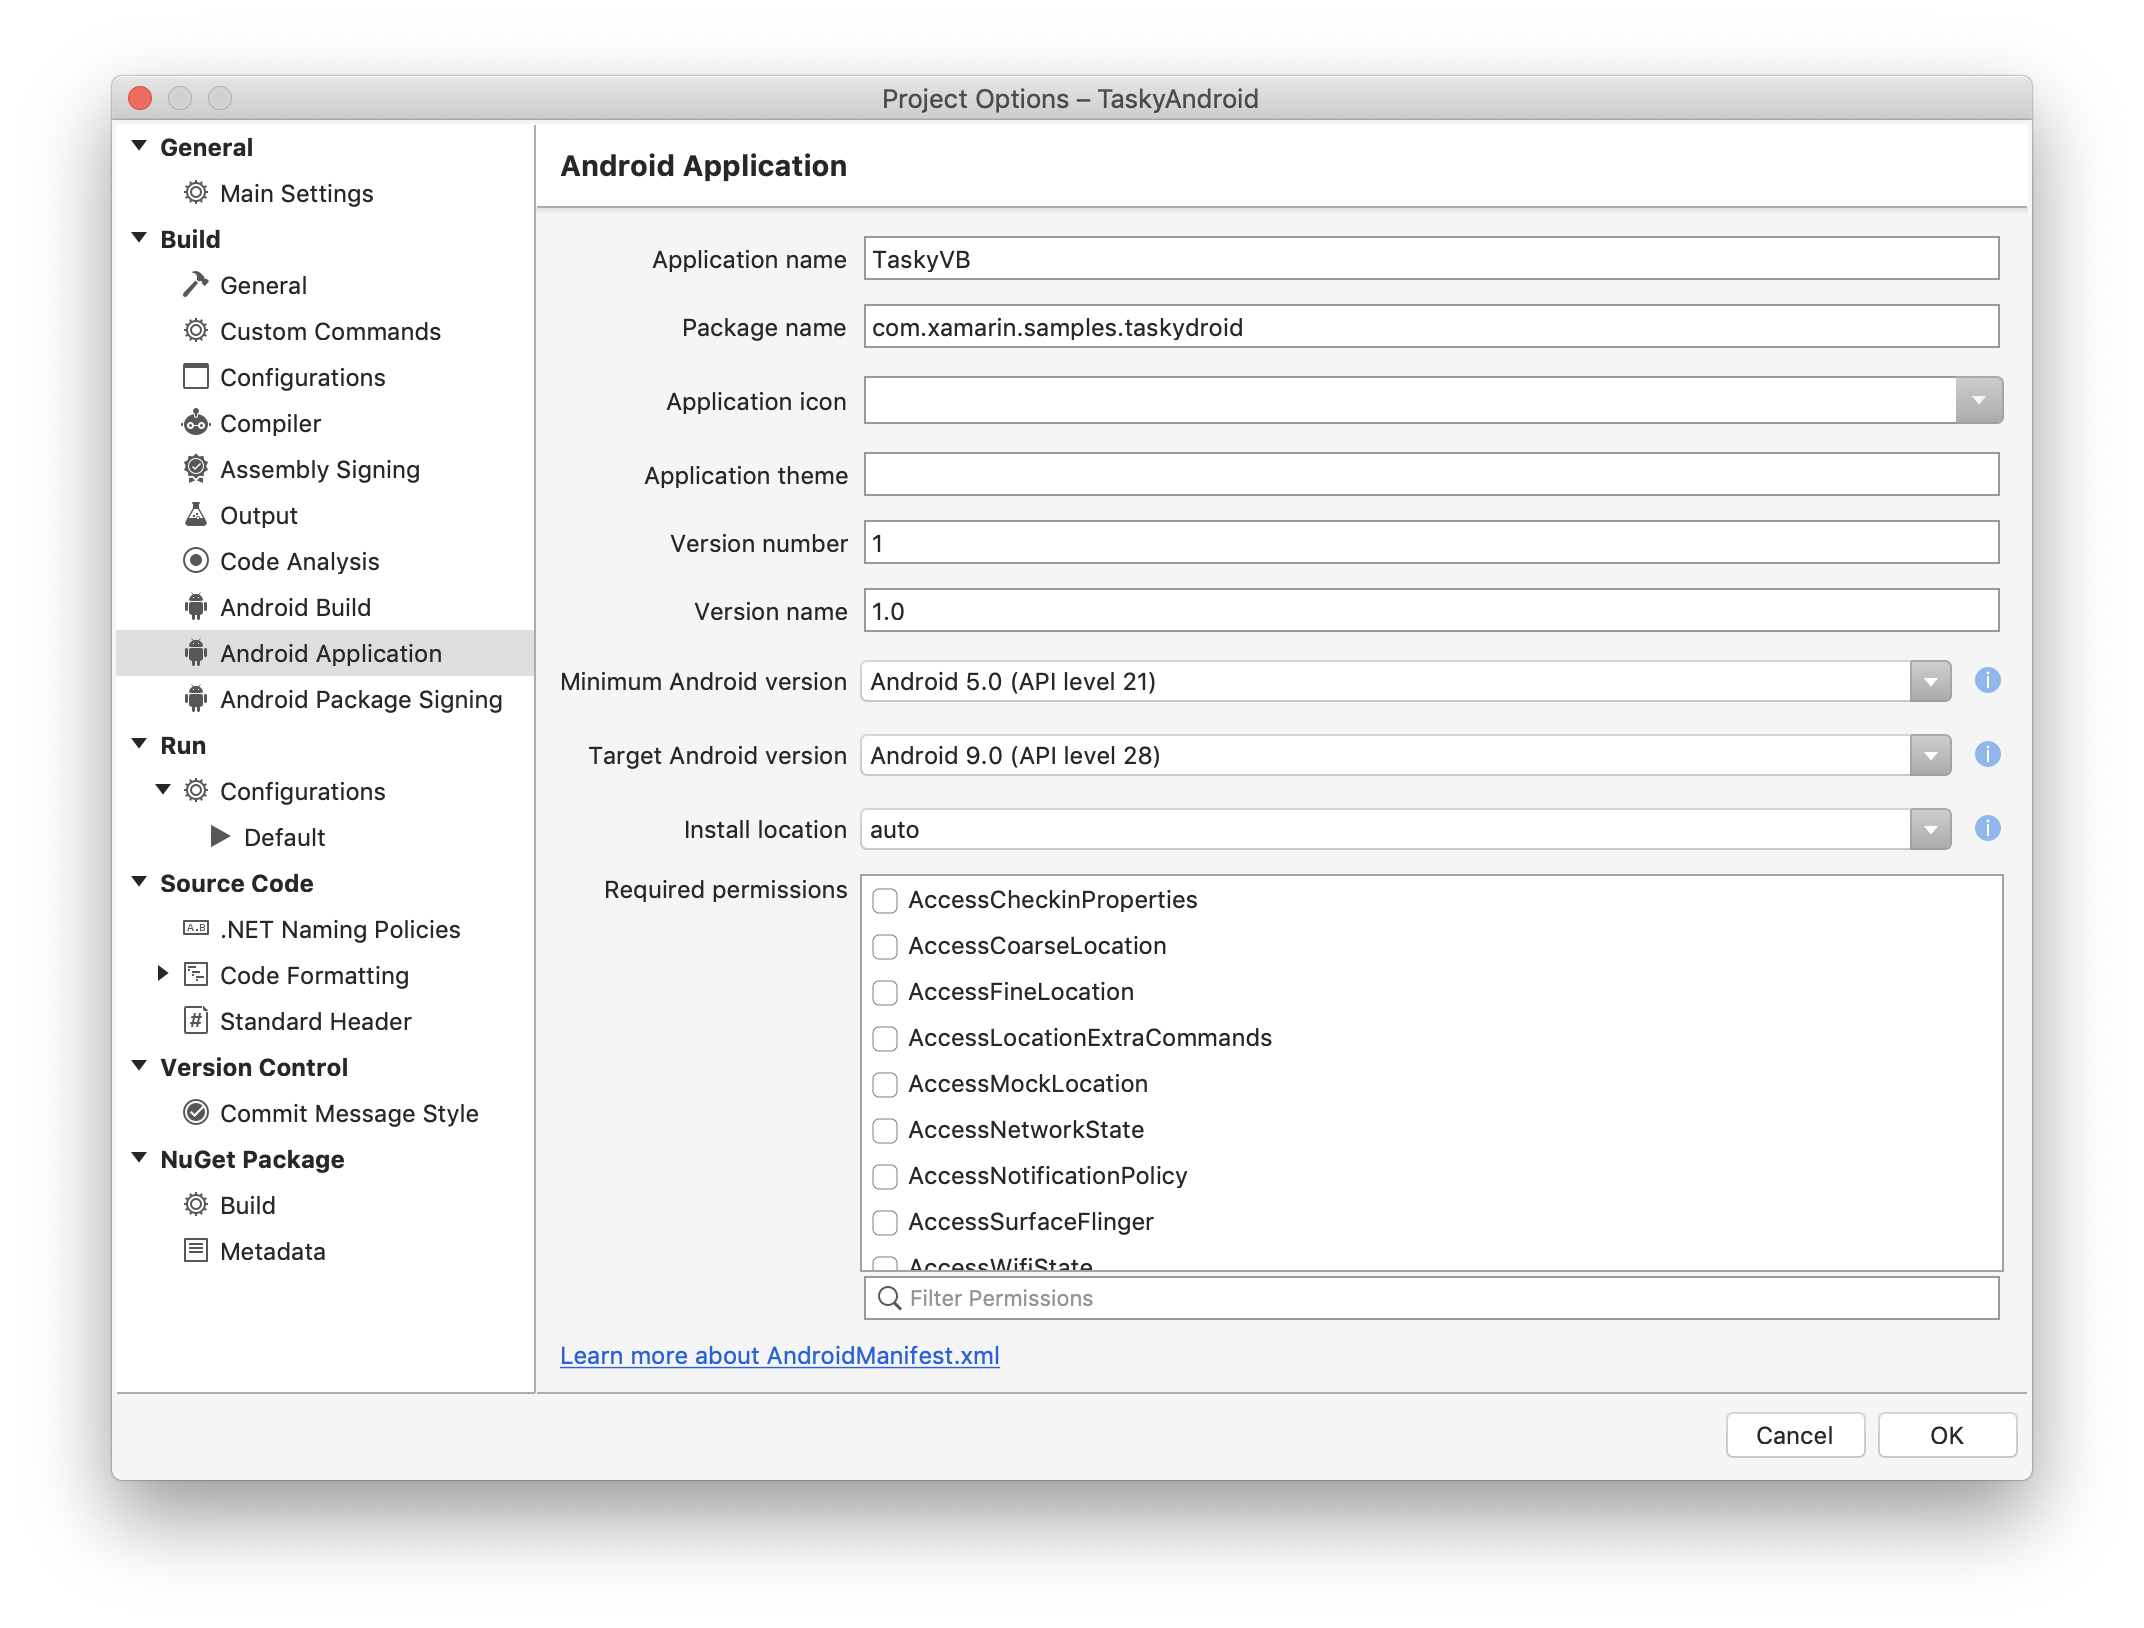 Project Options – TaskyAndroid
General
Main Settings
Build
General
Custom Commands
Configurations
Compiler
Assembly Signing
Output
Code Analysis
Android Build
Android Application
Android Package Signing
Run
Configurations
Default
Source Code
A.B .NET Naming Policies
Code Formatting
# Standard Header
Version Control
Commit Message Style
NuGet Package
Build
Metadata
Android Application
Application name TaskyVB
Package name com.xamarin.samples.taskydroid
Application icon
Application theme
Version number 1
Version name 1.0
Minimum Android version Android 5.0 (API level 21) i
Target Android version Android 9.0 (API level 28) i
Install location auto i
Required permissions
AccessCheckinProperties
AccessCoarseLocation
AccessFineLocation
AccessLocationExtraCommands
AccessMockLocation
AccessNetworkState
AccessNotificationPolicy
AccessSurfaceFlinger
AccessWifiState
Filter Permissions
Learn more about AndroidManifest.xml
Cancel OK